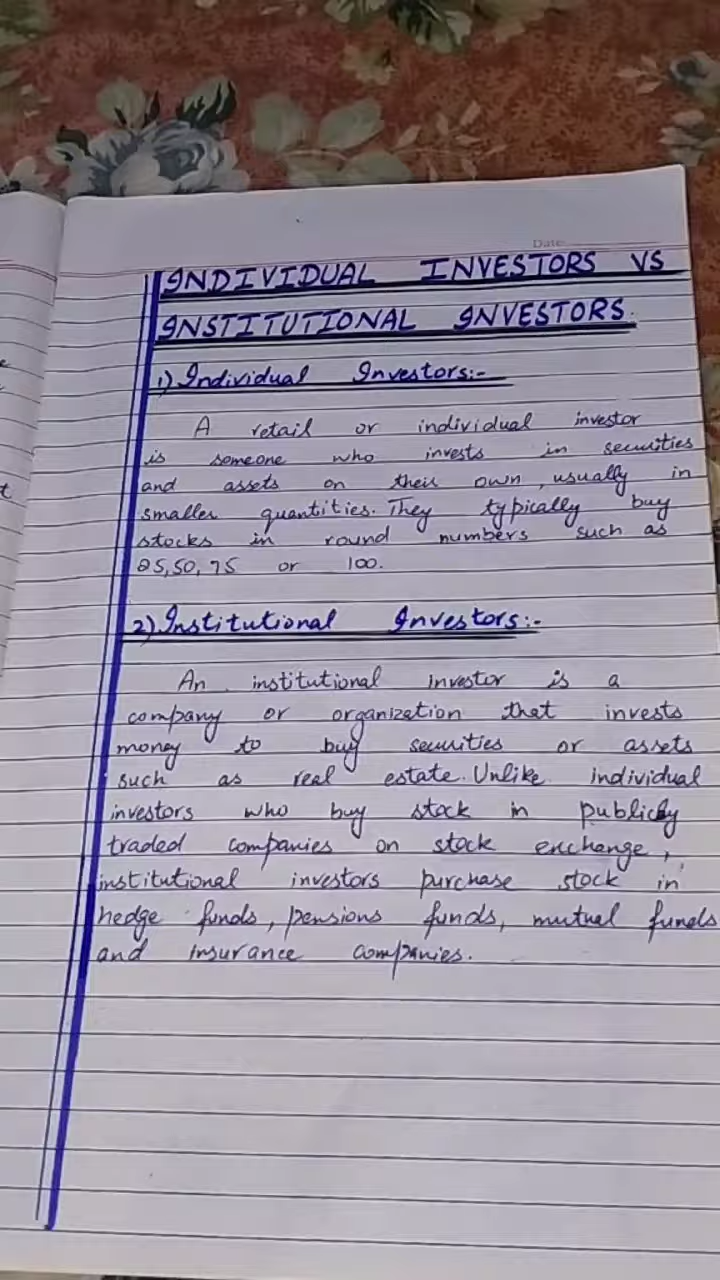 Date:
INDIVIDUAL INVESTORS VS
INSTITUTIONAL INVESTORS.
1) Individual Investors:-
A retail or individual investor
is someone who invests in securities
and assets on their own, usually in
smaller quantities. They typically buy
stocks in round numbers such as
25, 50, 75 or 100.
2) Institutional Investors:-
An institutional investor is a
company or organization that invests
money to buy securities or assets
such as real estate. Unlike individual
investors who buy stock in publicly
traded companies on stock exchange,
institutional investors purchase stock in
hedge funds, pensions funds, mutual funds
and insurance companies.